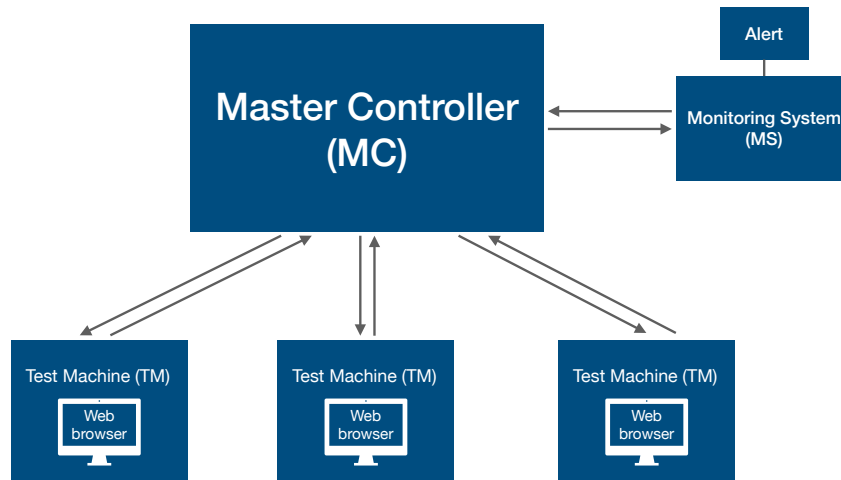 Alert
Master Controller
(MC)
Monitoring System
(MS)
Test Machine (TM)
Web
browser
Test Machine (TM)
Web
browser
Test Machine (TM)
Web
browser